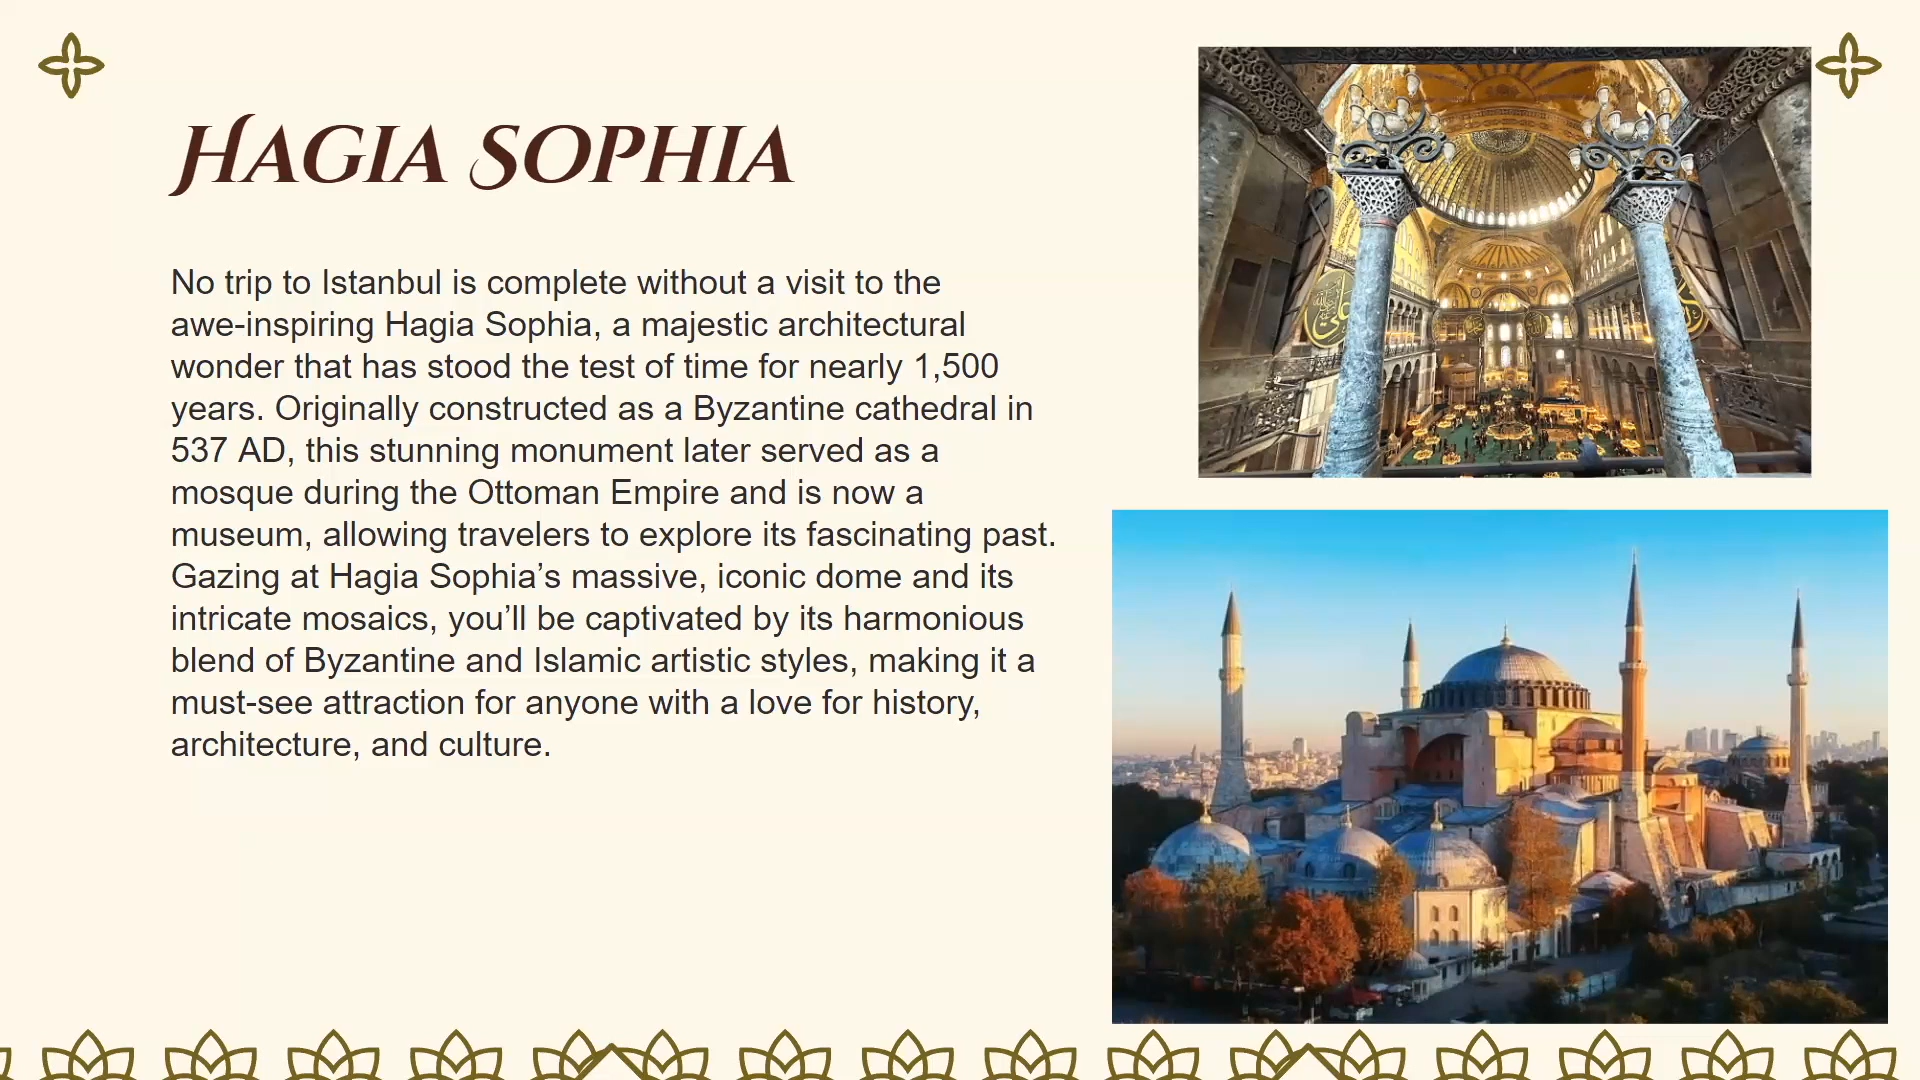 Hagia Sophia
No trip to Istanbul is complete without a visit to the
awe-inspiring Hagia Sophia, a majestic architectural
wonder that has stood the test of time for nearly 1,500
years. Originally constructed as a Byzantine cathedral in
537 AD, this stunning monument later served as a
mosque during the Ottoman Empire and is now a
museum, allowing travelers to explore its fascinating past.
Gazing at Hagia Sophia’s massive, iconic dome and its
intricate mosaics, you’ll be captivated by its harmonious
blend of Byzantine and Islamic artistic styles, making it a
must-see attraction for anyone with a love for history,
architecture, and culture.